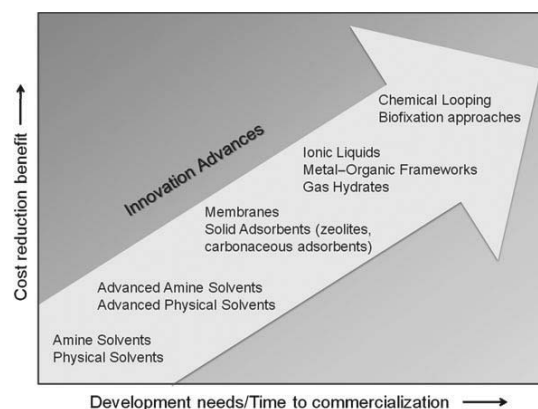 Cost reduction benefit
Innovation Advances
Chemical Looping
Biofixation approaches
Ionic Liquids
Metal–Organic Frameworks
Gas Hydrates
Membranes
Solid Adsorbents (zeolites,
carbonaceous adsorbents)
Advanced Amine Solvents
Advanced Physical Solvents
Amine Solvents
Physical Solvents
Development needs/Time to commercialization